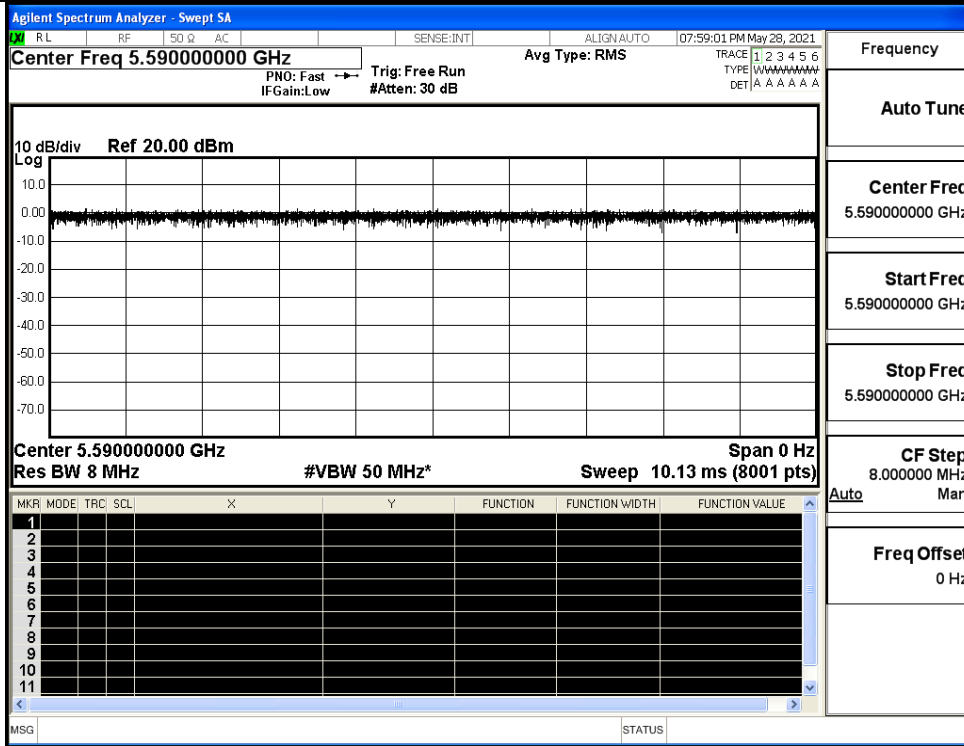 Agilent Spectrum Analyzer - Swept SA
LXI RL RF 50 Ω AC SENSE:INT ALIGN AUTO 07:59:01 PM May 28, 2021
Center Freq 5.590000000 GHz Avg Type: RMS TRACE 1 2 3 4 5 6
PNO: Fast Trig: Free Run TYPE WWWWWW
IFGain:Low #Atten: 30 dB DET A A A A A A
10 dB/div Ref 20.00 dBm
Log
10.0
0.00
-10.0
-20.0
-30.0
-40.0
-50.0
-60.0
-70.0
Center 5.590000000 GHz Span 0 Hz
Res BW 8 MHz #VBW 50 MHz* Sweep 10.13 ms (8001 pts)
MKR MODE TRC SCL X Y FUNCTION FUNCTION WIDTH FUNCTION VALUE
1
2
3
4
5
6
7
8
9
10
11
MSG STATUS
Frequency
Auto Tune
Center Freq
5.590000000 GHz
Start Freq
5.590000000 GHz
Stop Freq
5.590000000 GHz
CF Step
8.000000 MHz
Auto Man
Freq Offset
0 Hz